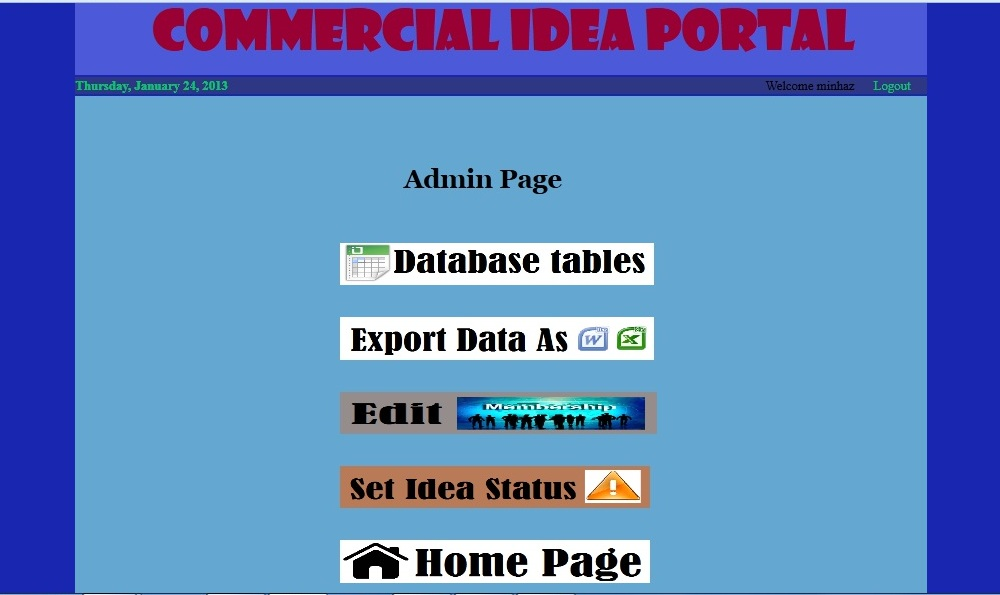 COMMERCIAL IDEA PORTAL
Thursday, January 24, 2013 Welcome minhaz Logout
Admin Page
Database tables
Export Data As W X
Edit Membership
Set Idea Status !
Home Page